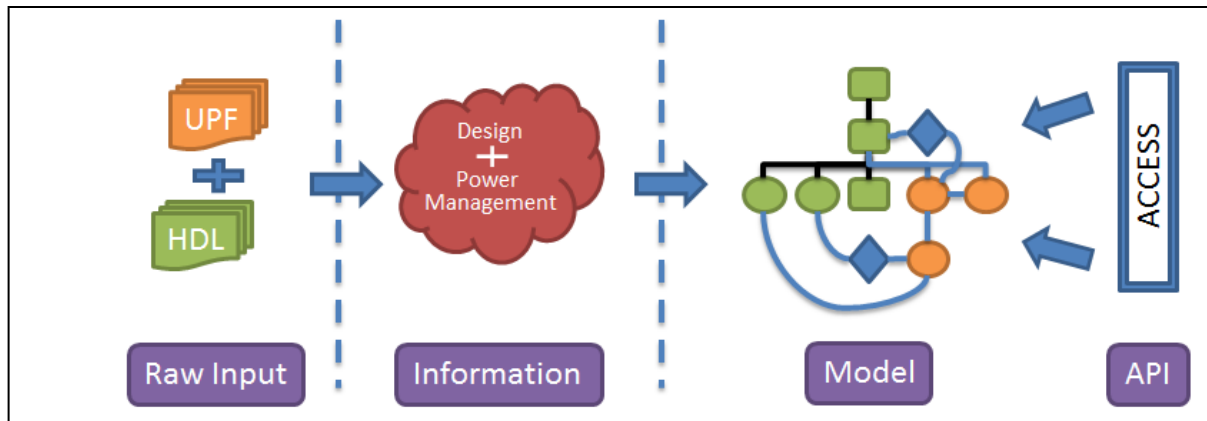 UPF
HDL
Raw Input
Design
+
Power
Management
Information
Model
ACCESS
API